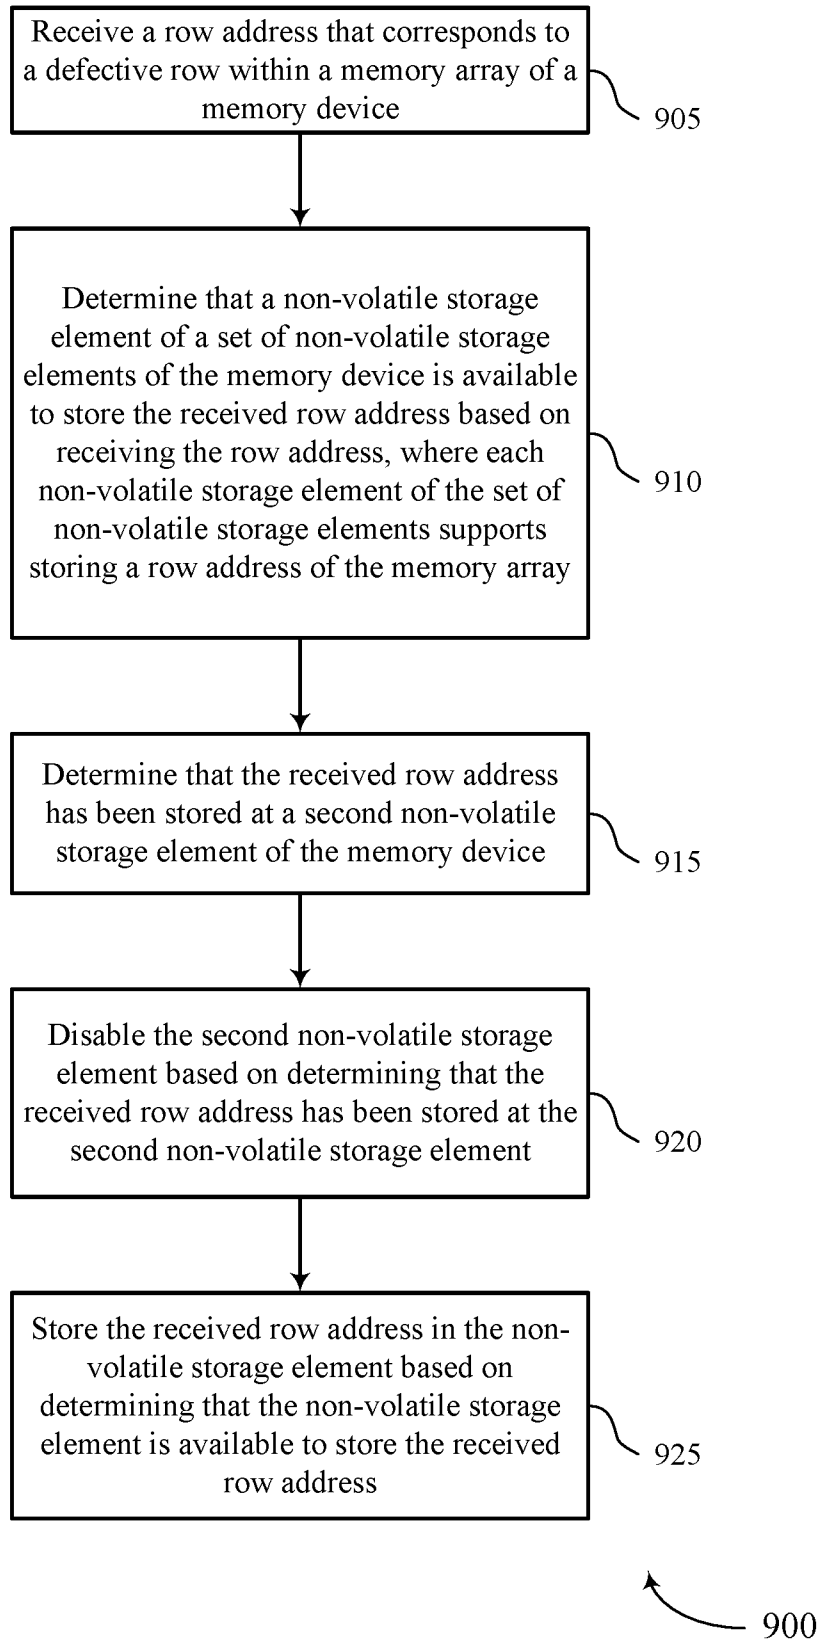 Receive a row address that corresponds to
a defective row within a memory array of a
memory device
905
Determine that a non-volatile storage
element of a set of non-volatile storage
elements of the memory device is available
to store the received row address based on
receiving the row address, where each
non-volatile storage element of the set of
non-volatile storage elements supports
storing a row address of the memory array
910
Determine that the received row address
has been stored at a second non-volatile
storage element of the memory device
915
Disable the second non-volatile storage
element based on determining that the
received row address has been stored at the
second non-volatile storage element
920
Store the received row address in the non-
volatile storage element based on
determining that the non-volatile storage
element is available to store the received
row address
925
900